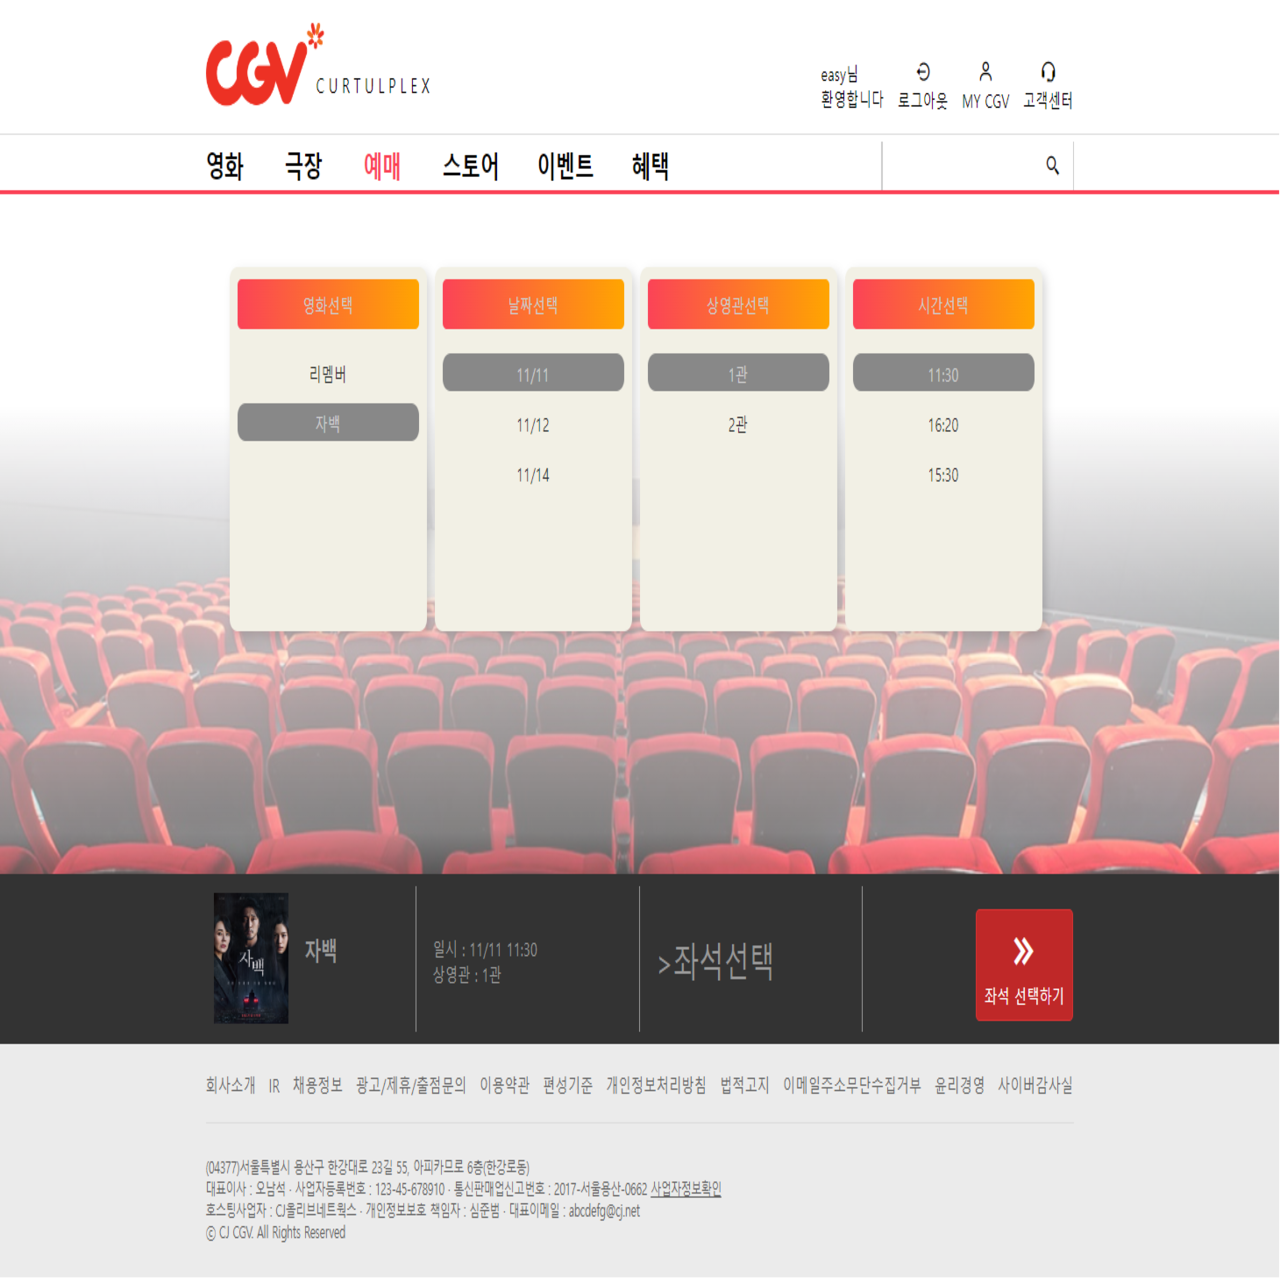 CGV CURTULPLEX
easy님
환영합니다 로그아웃 MY CGV 고객센터
영화 극장 예매 스토어 이벤트 혜택
영화선택 날짜선택 상영관선택 시간선택
리멤버 11/11 1관 11:30
자백 11/12 2관 16:20
11/14 15:30
자백
자백
일시 : 11/11 11:30
상영관 : 1관
>좌석선택
좌석 선택하기
회사소개 IR 채용정보 광고/제휴/출점문의 이용약관 편성기준 개인정보처리방침 법적고지 이메일주소무단수집거부 윤리경영 사이버감사실
(04377)서울특별시 용산구 한강대로 23길 55, 아피카므로 6층(한강로동)
대표이사 : 오남석 · 사업자등록번호 : 123-45-678910 · 통신판매업신고번호 : 2017-서울용산-0662 사업자정보확인
호스팅사업자 : CJ올리브네트웍스 · 개인정보보호 책임자 : 심준범 · 대표이메일 : abcdefg@cj.net
© CJ CGV. All Rights Reserved